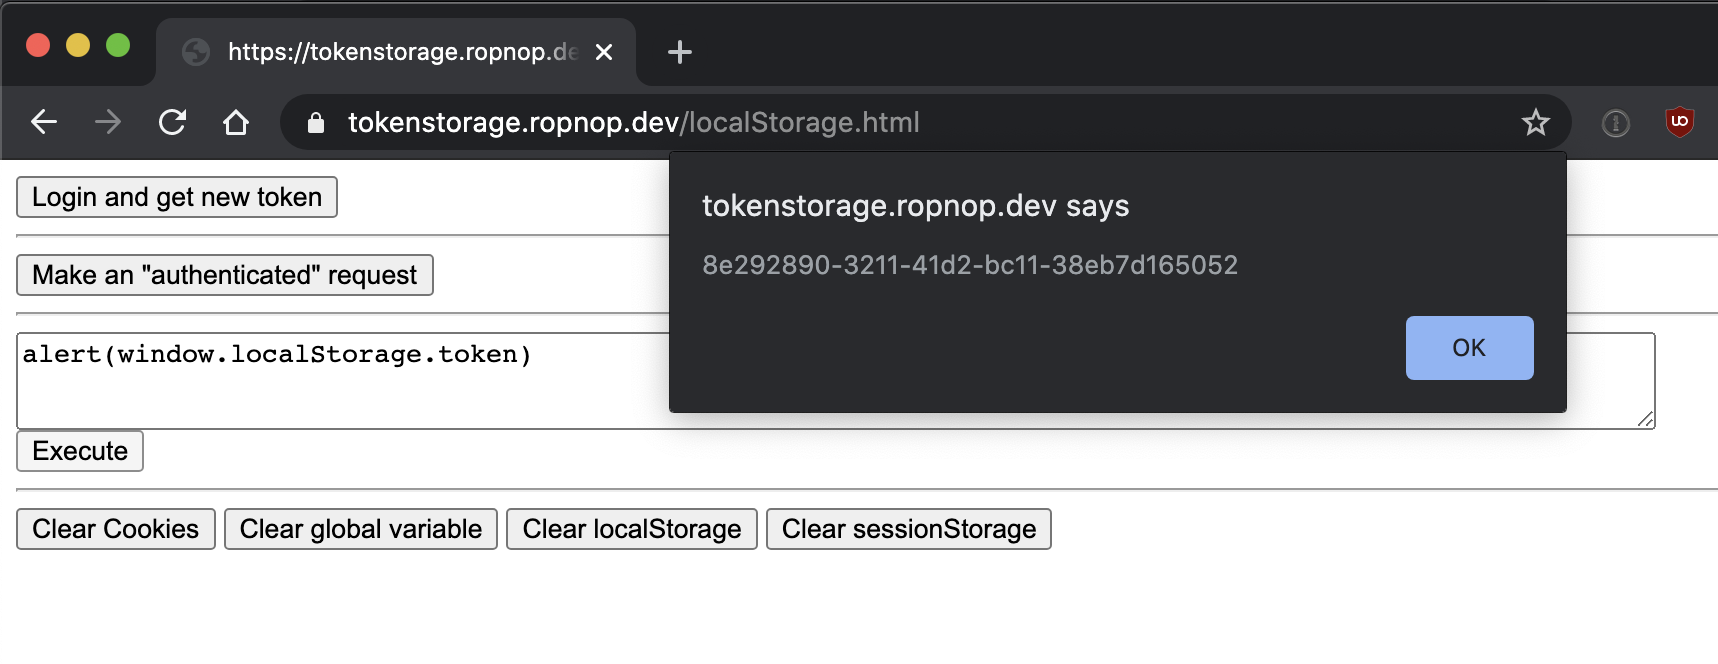 https://tokenstorage.ropnop.de
tokenstorage.ropnop.dev/localStorage.html
tokenstorage.ropnop.dev says
8e292890-3211-41d2-bc11-38eb7d165052
OK
Login and get new token
Make an "authenticated" request
alert(window.localStorage.token)
Execute
Clear Cookies Clear global variable Clear localStorage Clear sessionStorage